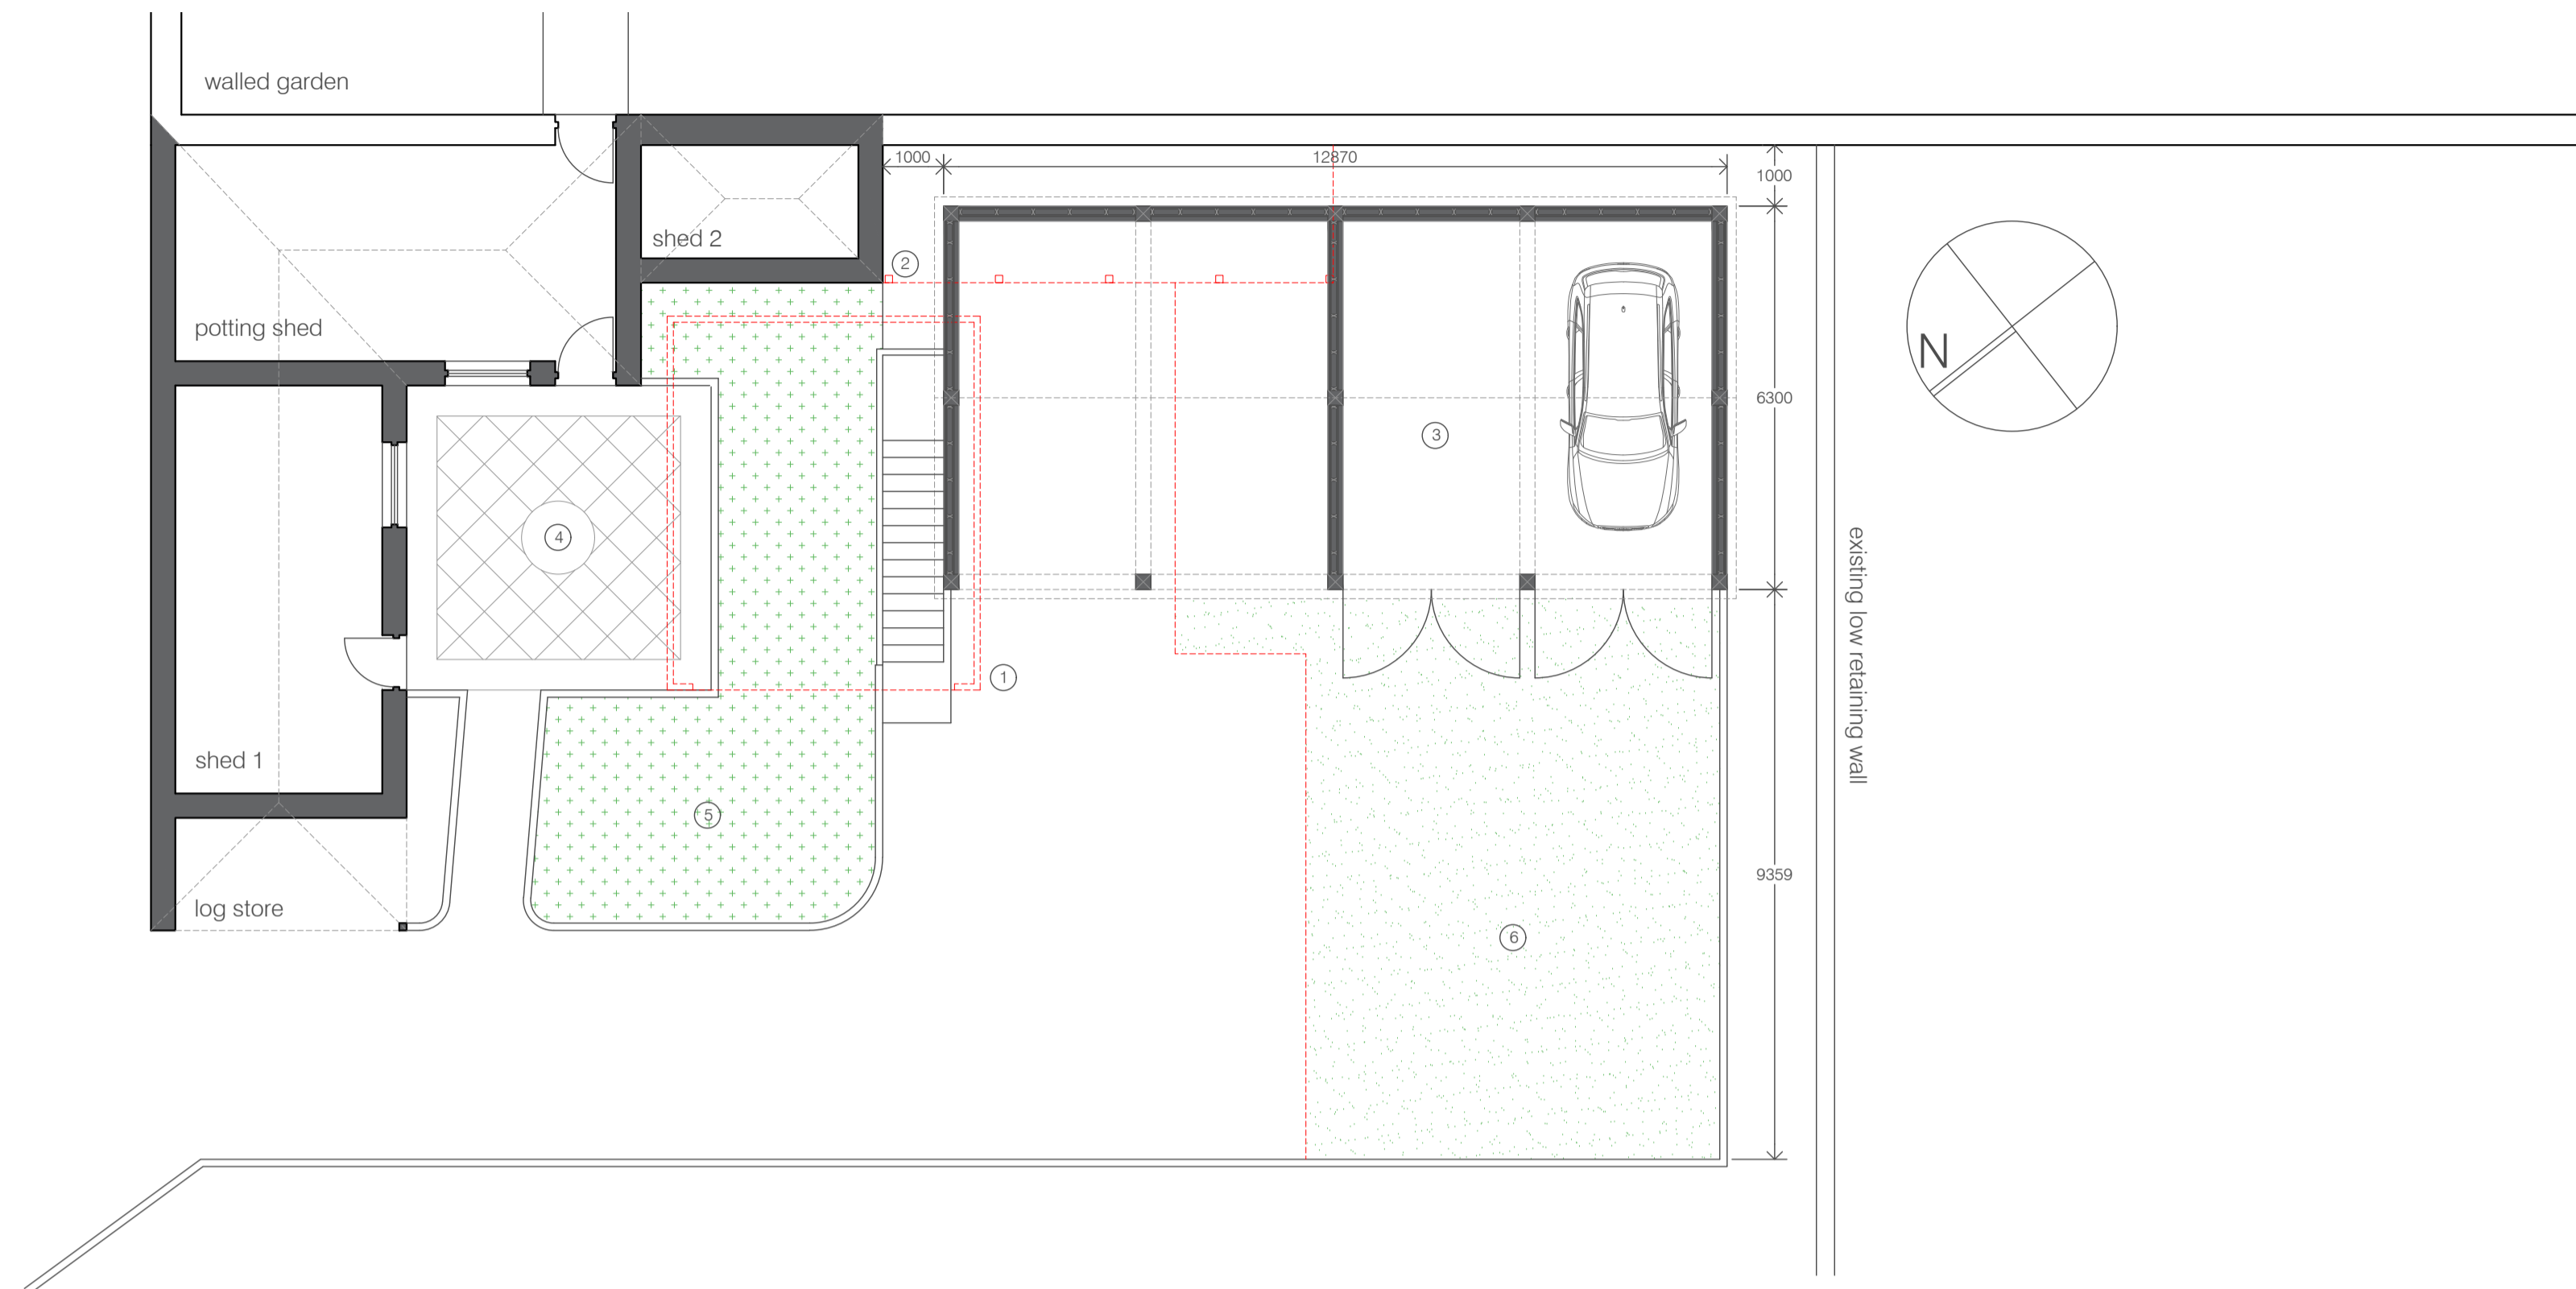 walled garden
1000
12870
1000
shed 2
2
potting shed
N
6300
3
4
existing low retaining wall
1
shed 1
5
9359
log store
6